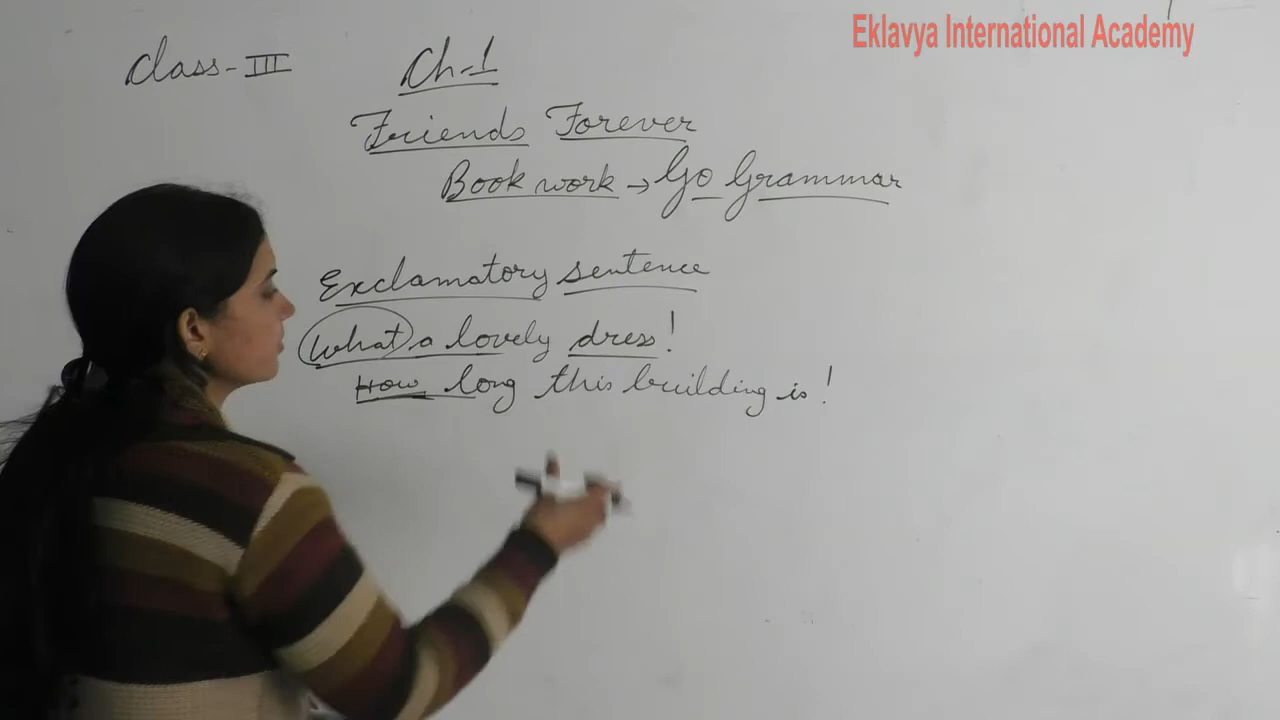 Eklavya International Academy
Class-III
Ch-1
Friends Forever
Book work → Go Grammar
Exclamatory sentence
What a lovely dress!
How long this building is!